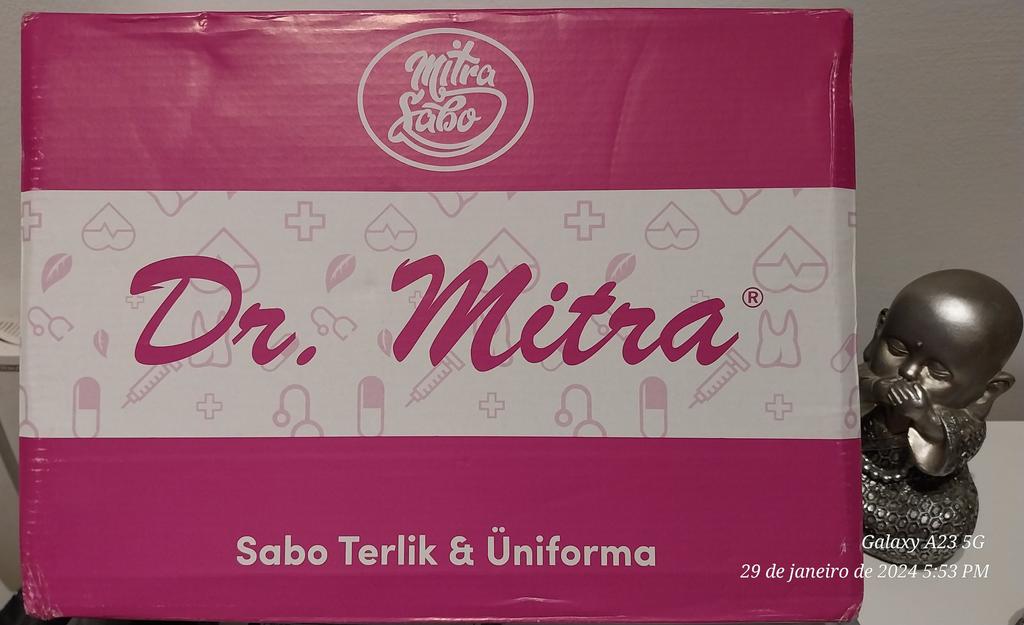 Mitra
Sabo
Dr. Mitra®
Sabo Terlik & Üniforma
Galaxy A23 5G
29 de janeiro de 2024 5:53 PM